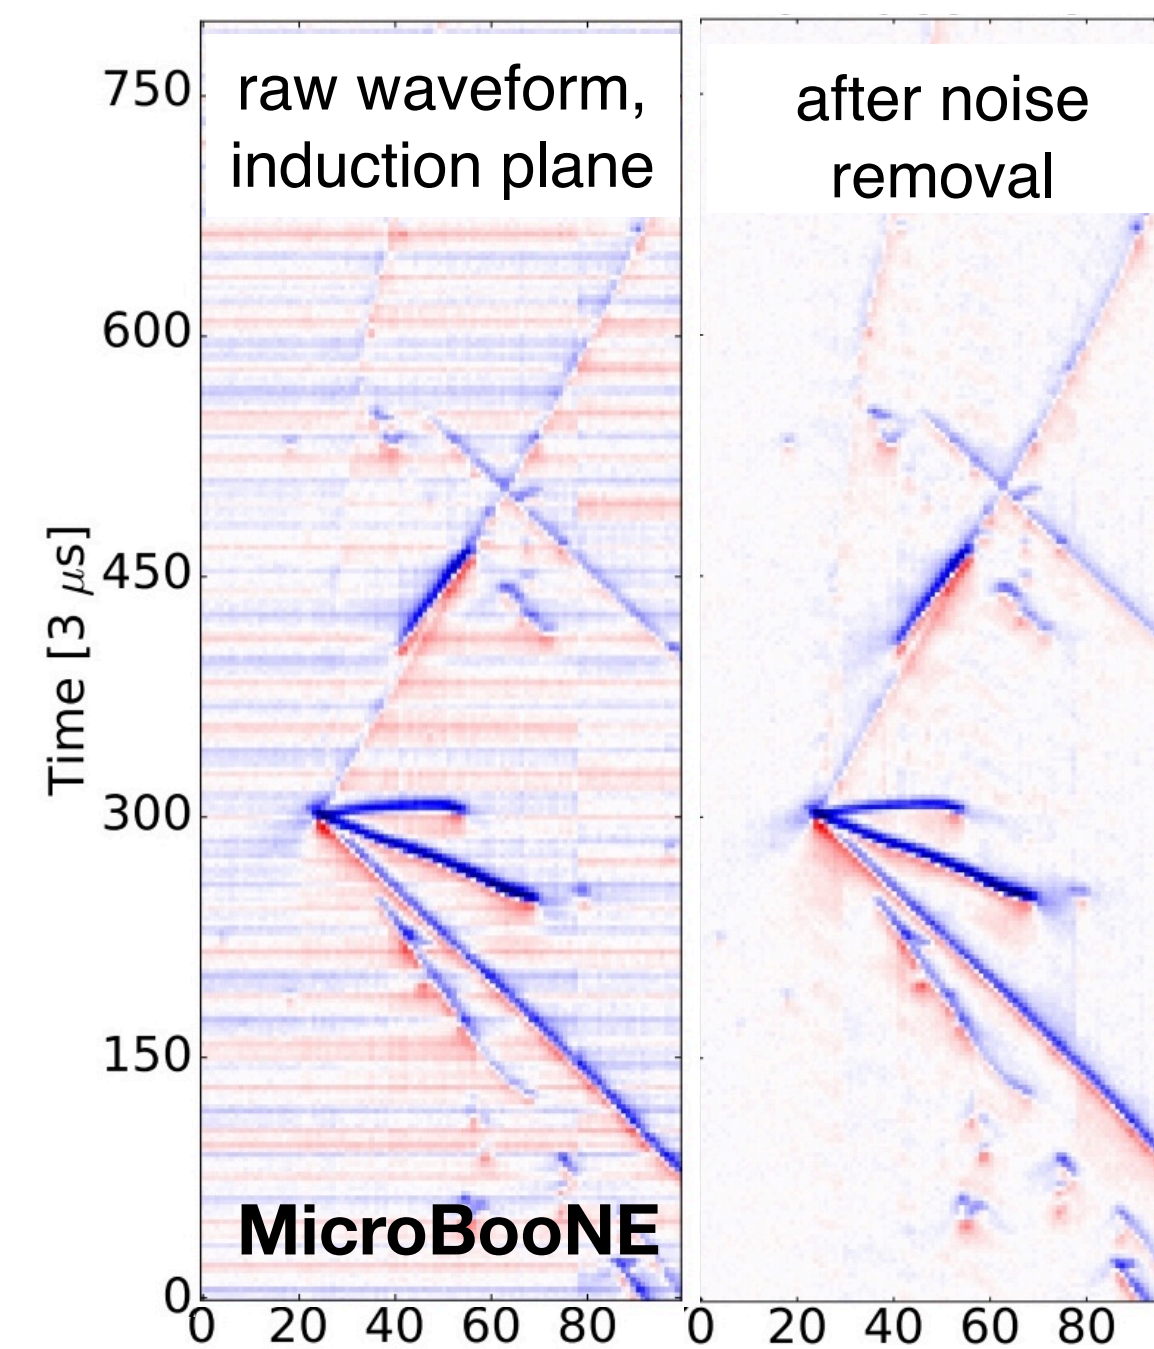 raw waveform,
induction plane
after noise
removal
Time [3 μs]
750
600
450
300
150
0
MicroBooNE
0 20 40 60 80
0 20 40 60 80